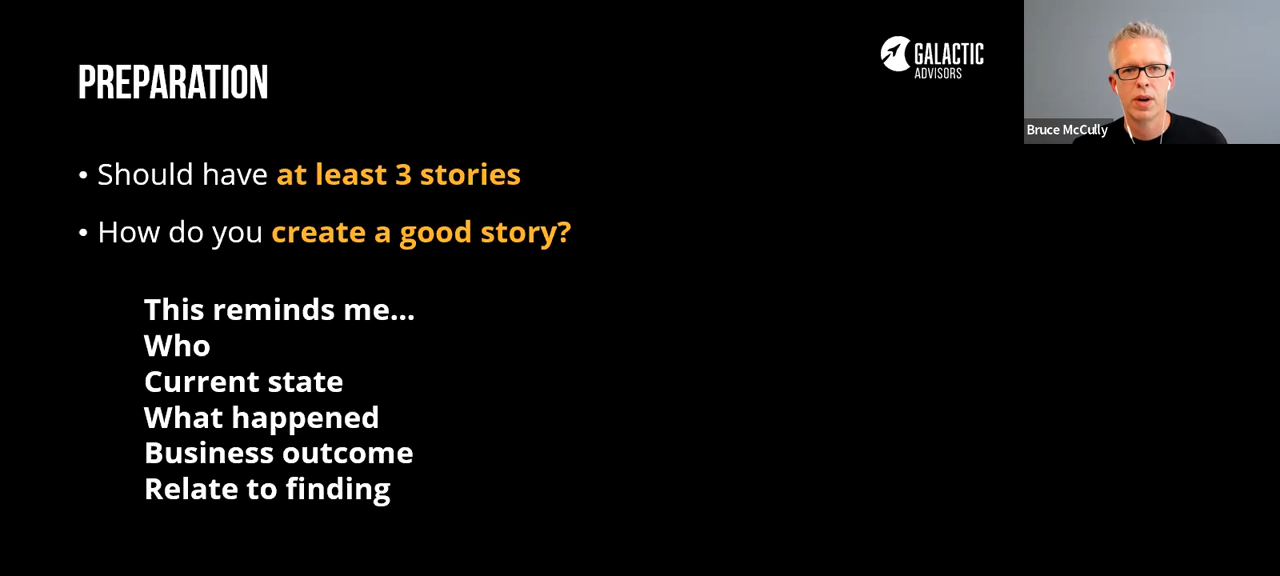 PREPARATION
GALACTIC
ADVISORS
Bruce McCully
• Should have at least 3 stories
• How do you create a good story?
This reminds me...
Who
Current state
What happened
Business outcome
Relate to finding